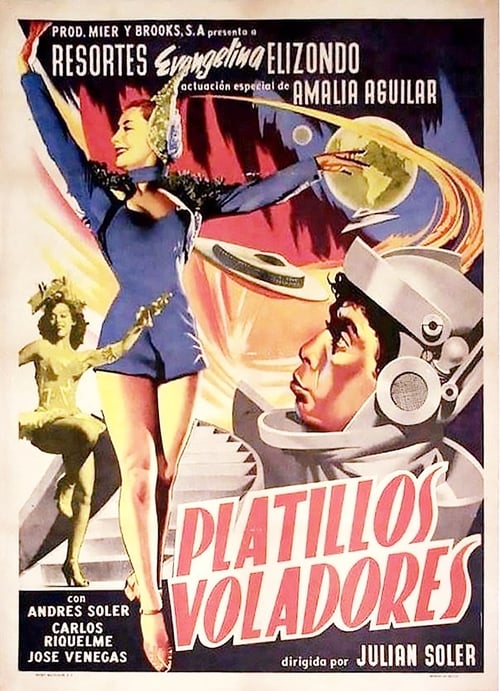 PROD. MIER Y BROOKS, S.A presenta a
RESORTES Evangelina ELIZONDO
actuación especial de
AMALIA AGUILAR
PLATILLOS
VOLADORES
con
ANDRES SOLER
CARLOS
RIQUELME
JOSE VENEGAS
dirigida por JULIAN SOLER